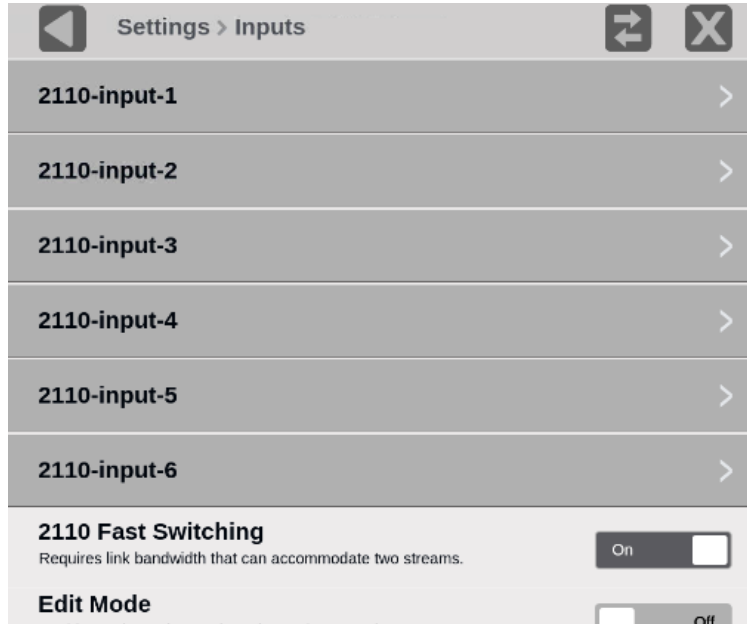 Settings > Inputs
2110-input-1
2110-input-2
2110-input-3
2110-input-4
2110-input-5
2110-input-6
2110 Fast Switching
Requires link bandwidth that can accommodate two streams.
On
Edit Mode
Off